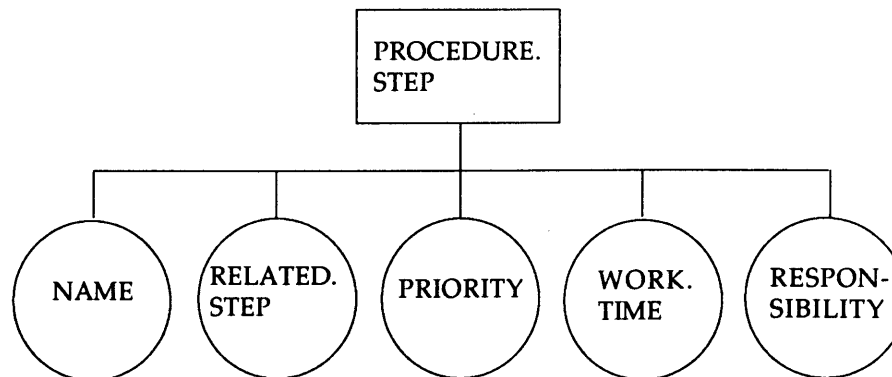 PROCEDURE.
STEP
NAME
RELATED.
STEP
PRIORITY
WORK.
TIME
RESPON-
SIBILITY